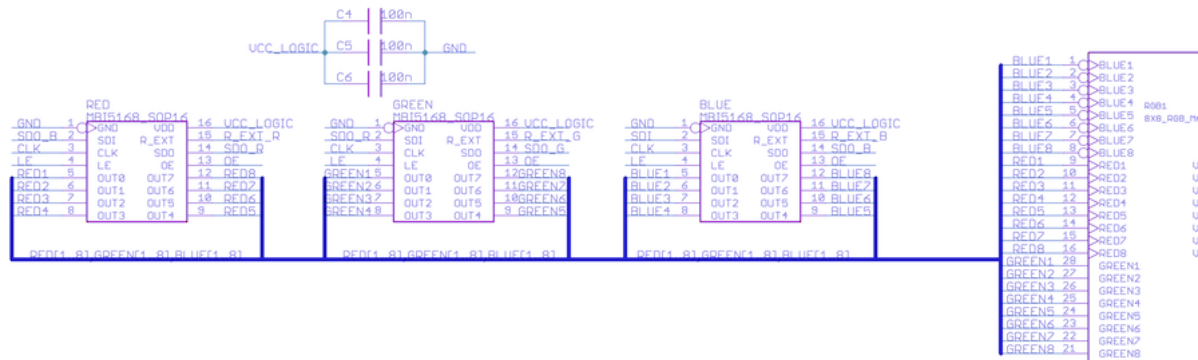 C4 100n
VCC_LOGIC C5 100n GND
C6 100n
RED
MBI5168_SOP16
GND 1 GND VDD 16 VCC_LOGIC
SDO_B 2 SDI R_EXT 15 R_EXT_R
CLK 3 CLK SDO 14 SDO_R
LE 4 LE OE 13 OE
RED1 5 OUT0 OUT7 12 RED8
RED2 6 OUT1 OUT6 11 RED7
RED3 7 OUT2 OUT5 10 RED6
RED4 8 OUT3 OUT4 9 RED5
GREEN
MBI5168_SOP16
GND 1 GND VDD 16 VCC_LOGIC
SDO_R 2 SDI R_EXT 15 R_EXT_G
CLK 3 CLK SDO 14 SDO_G
LE 4 LE OE 13 OE
GREEN1 5 OUT0 OUT7 12 GREEN8
GREEN2 6 OUT1 OUT6 11 GREEN7
GREEN3 7 OUT2 OUT5 10 GREEN6
GREEN4 8 OUT3 OUT4 9 GREEN5
BLUE
MBI5168_SOP16
GND 1 GND VDD 16 VCC_LOGIC
SDI 2 SDI R_EXT 15 R_EXT_B
CLK 3 CLK SDO 14 SDO_B
LE 4 LE OE 13 OE
BLUE1 5 OUT0 OUT7 12 BLUE8
BLUE2 6 OUT1 OUT6 11 BLUE7
BLUE3 7 OUT2 OUT5 10 BLUE6
BLUE4 8 OUT3 OUT4 9 BLUE5
RED[1..8],GREEN[1..8],BLUE[1..8]
RED[1..8],GREEN[1..8],BLUE[1..8]
BLUE1 1 BLUE1
BLUE2 2 BLUE2
BLUE3 3 BLUE3
BLUE4 4 BLUE4
BLUE5 5 BLUE5
BLUE6 6 BLUE6
BLUE7 7 BLUE7
BLUE8 8 BLUE8
RED1 9 RED1
RED2 10 RED2
RED3 11 RED3
RED4 12 RED4
RED5 13 RED5
RED6 14 RED6
RED7 15 RED7
RED8 16 RED8
GREEN1 28 GREEN1
GREEN2 27 GREEN2
GREEN3 26 GREEN3
GREEN4 25 GREEN4
GREEN5 24 GREEN5
GREEN6 23 GREEN6
GREEN7 22 GREEN7
GREEN8 21 GREEN8
RGB1